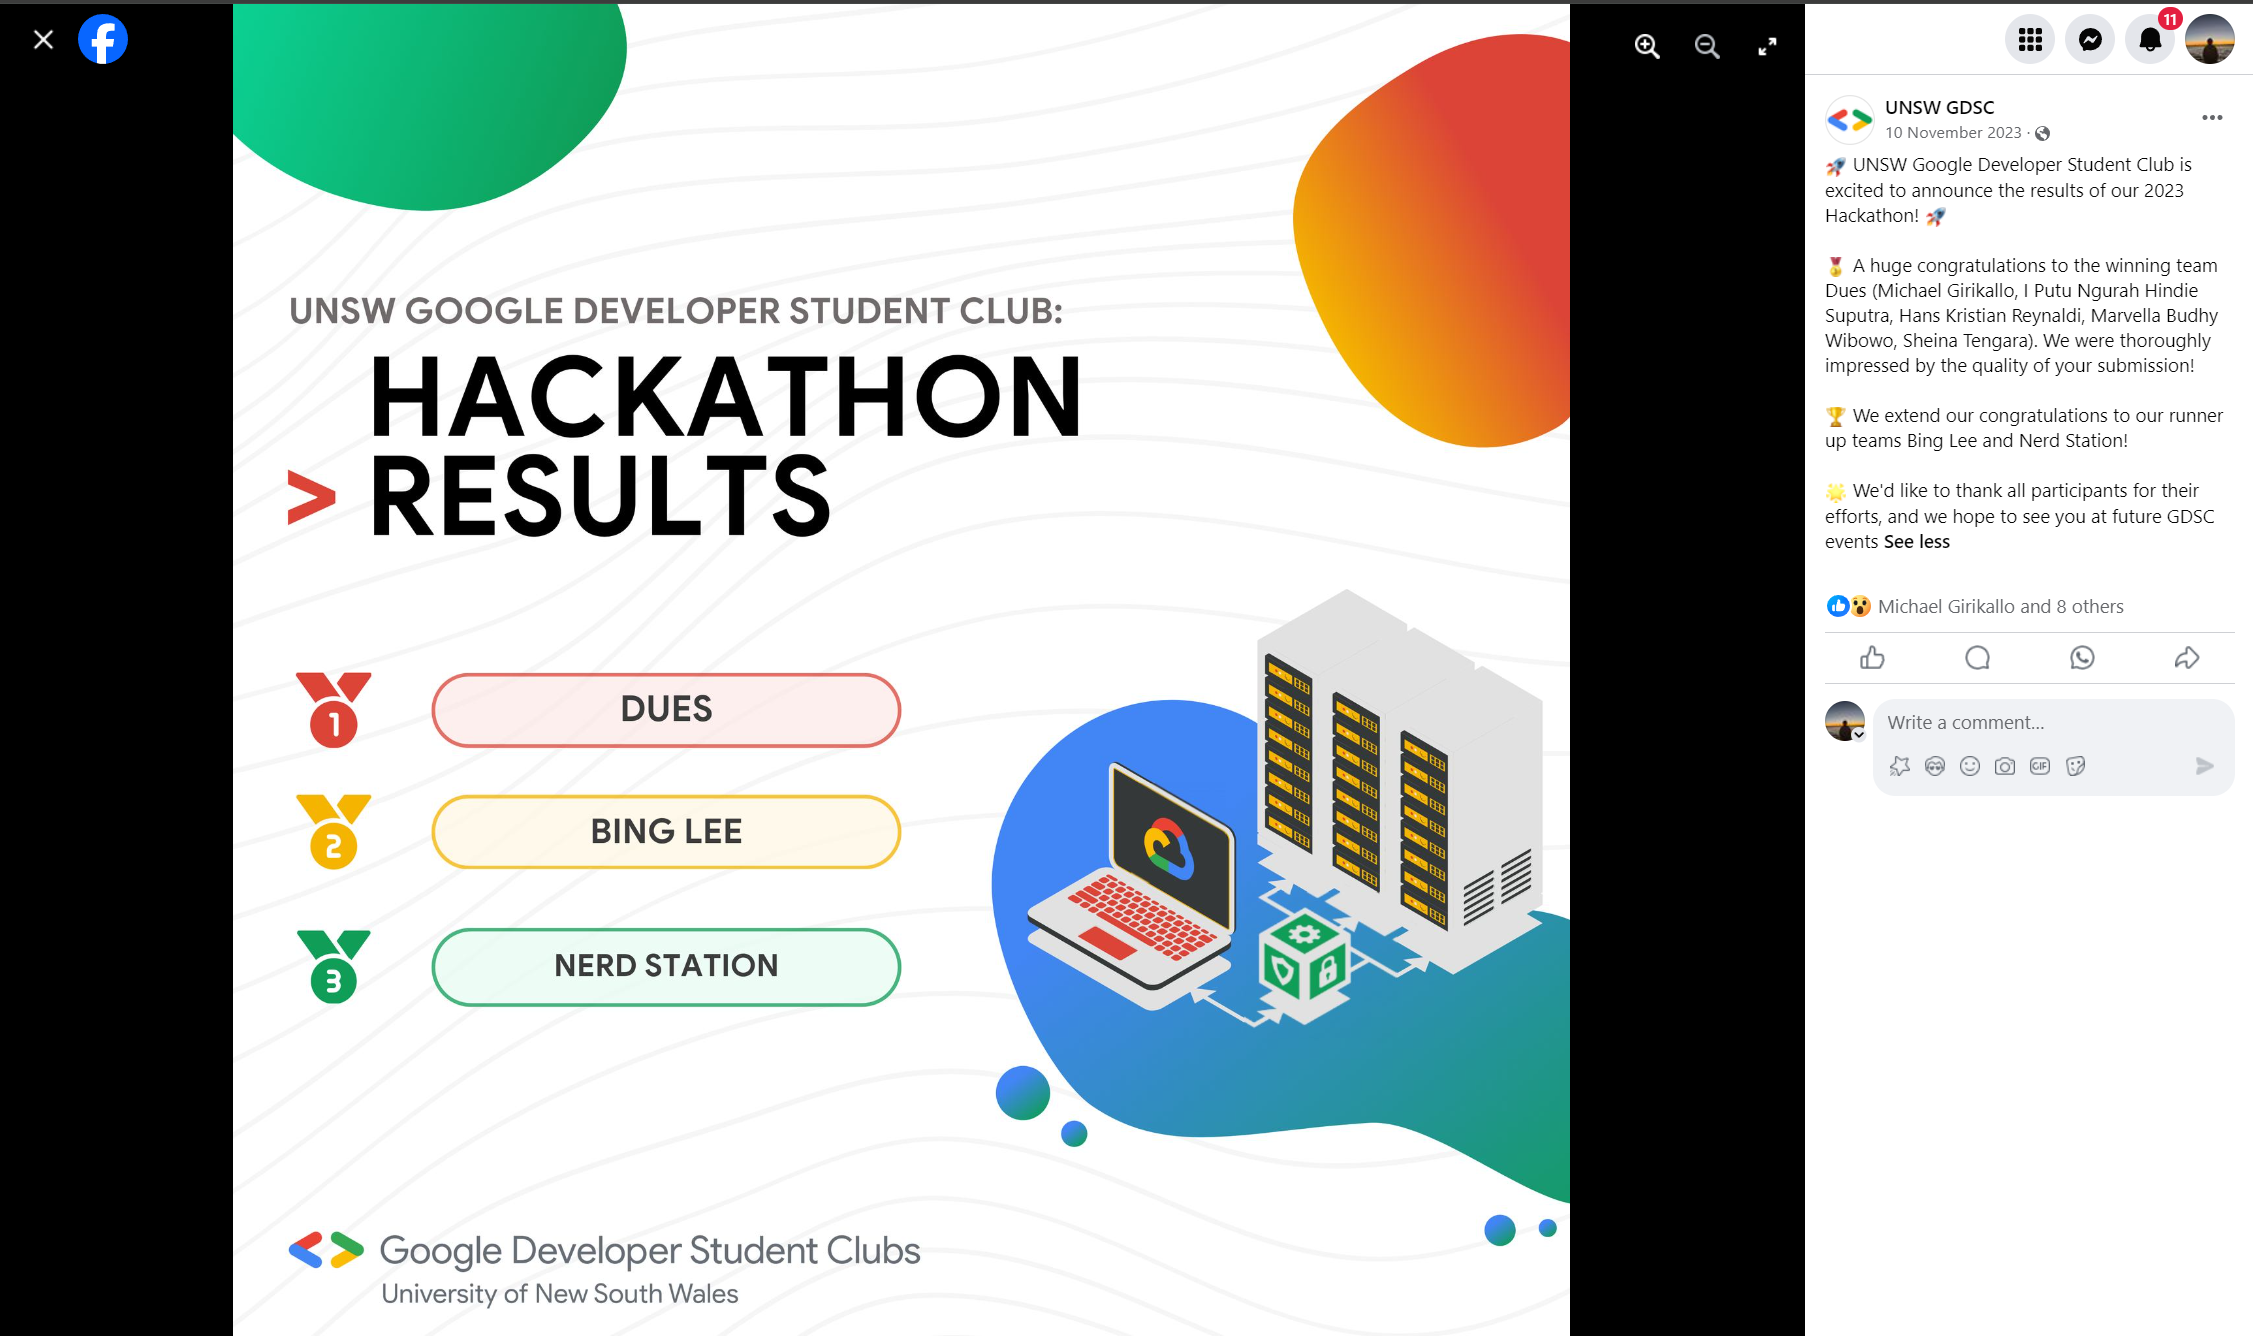 UNSW GOOGLE DEVELOPER STUDENT CLUB:
HACKATHON
> RESULTS
1
DUES
2
BING LEE
3
NERD STATION
Google Developer Student Clubs
University of New South Wales
11
UNSW GDSC
10 November 2023 ·
🚀 UNSW Google Developer Student Club is
excited to announce the results of our 2023
Hackathon! 🚀
🏅 A huge congratulations to the winning team
Dues (Michael Girikallo, I Putu Ngurah Hindie
Suputra, Hans Kristian Reynaldi, Marvella Budhy
Wibowo, Sheina Tengara). We were thoroughly
impressed by the quality of your submission!
🏆 We extend our congratulations to our runner
up teams Bing Lee and Nerd Station!
🌟 We'd like to thank all participants for their
efforts, and we hope to see you at future GDSC
events See less
Michael Girikallo and 8 others
Write a comment...
GIF